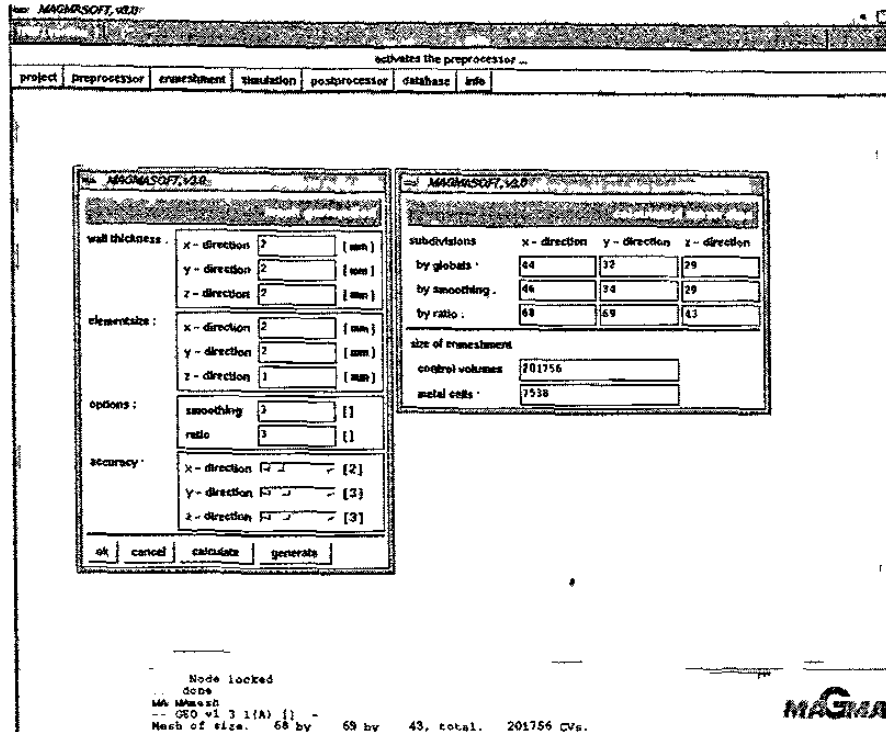 MAGMASOFT, v3.0
activates the preprocessor ...
project preprocessor enmeshment simulation postprocessor database info
MAGMASOFT, v3.0
wall thickness : x - direction 2 [mm]
y - direction 2 [mm]
z - direction 2 [mm]
elementsize : x - direction 2 [mm]
y - direction 2 [mm]
z - direction [mm]
options : smoothing 3 []
ratio 3 []
accuracy : x - direction [2]
y - direction [3]
z - direction [3]
ok cancel calculate generate
MAGMASOFT, v3.0
subdivisions x - direction y - direction z - direction
by globals : 44 32 29
by smoothing : 46 34 29
by ratio : 68 69 43
size of enmeshment
control volumes 201756
metal cells : 7538
Node locked
done
-- GEO v1 3 1(A) [] -
Mesh of size. 68 by 69 by 43, total. 201756 CVs.
MAGMA